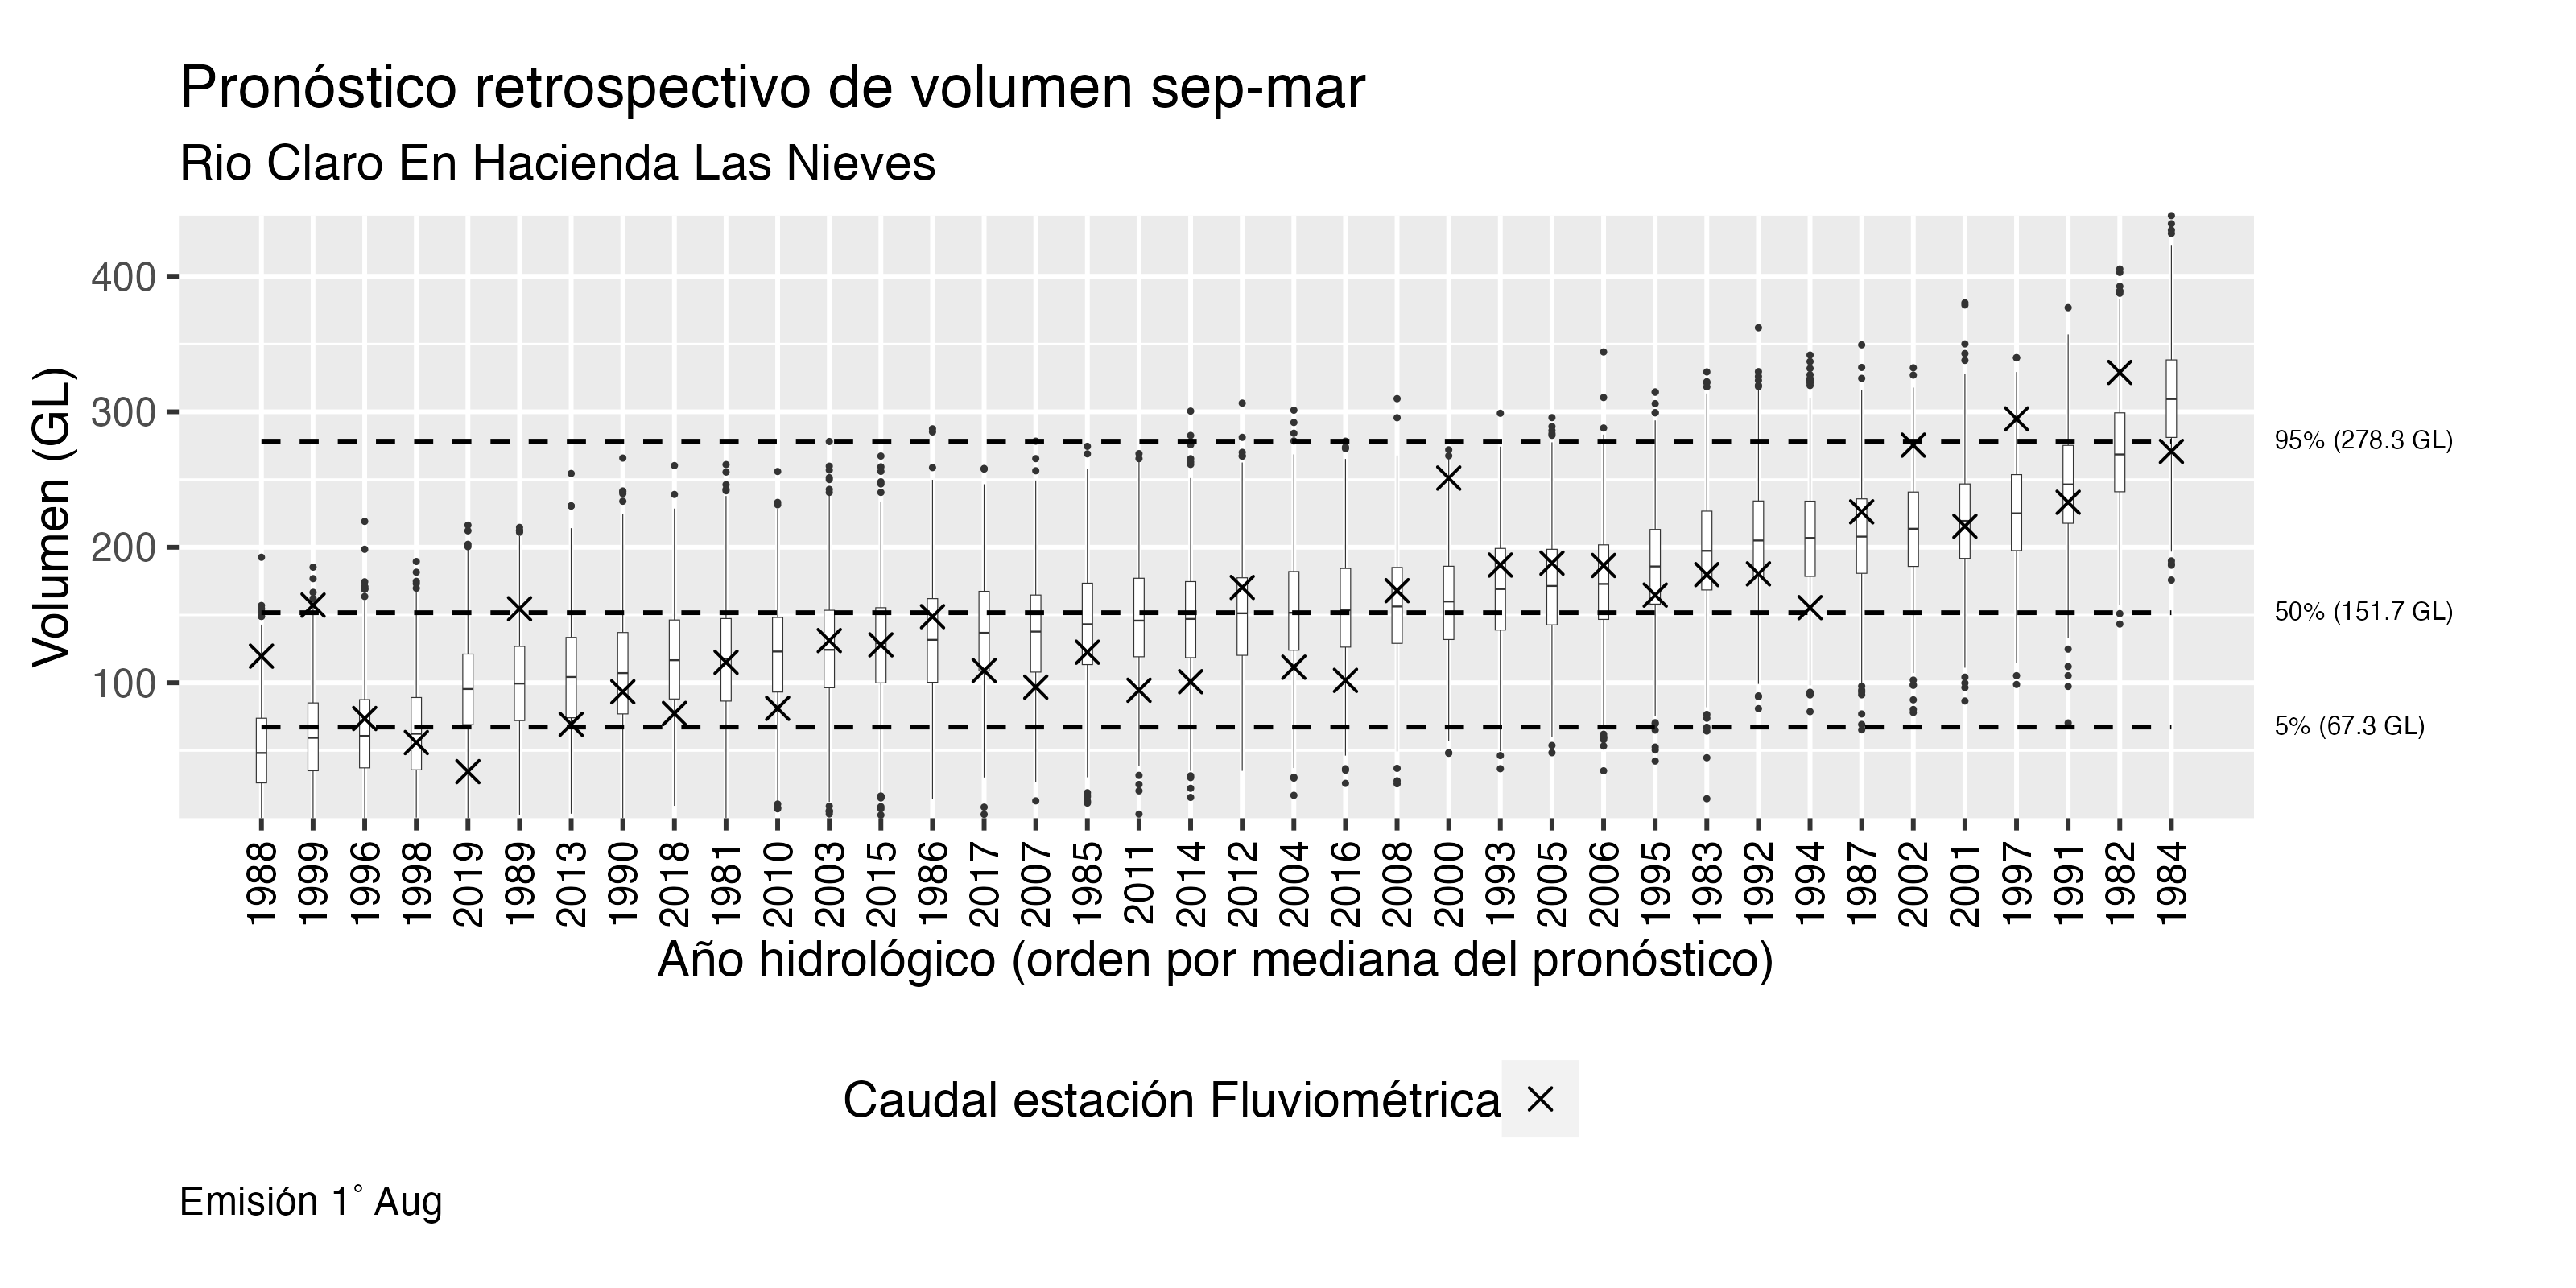 Pronóstico retrospectivo de volumen sep-mar
Rio Claro En Hacienda Las Nieves
Volumen (GL)
400
300
200
100
95% (278.3 GL)
50% (151.7 GL)
5% (67.3 GL)
1988 1999 1996 1998 2019 1989 2013 1990 2018 1981 2010 2003 2015 1986 2017 2007 1985 2011 2014 2012 2004 2016 2008 2000 1993 2005 2006 1995 1983 1992 1994 1987 2002 2001 1997 1991 1982 1984
Año hidrológico (orden por mediana del pronóstico)
Caudal estación Fluviométrica
Emisión 1° Aug